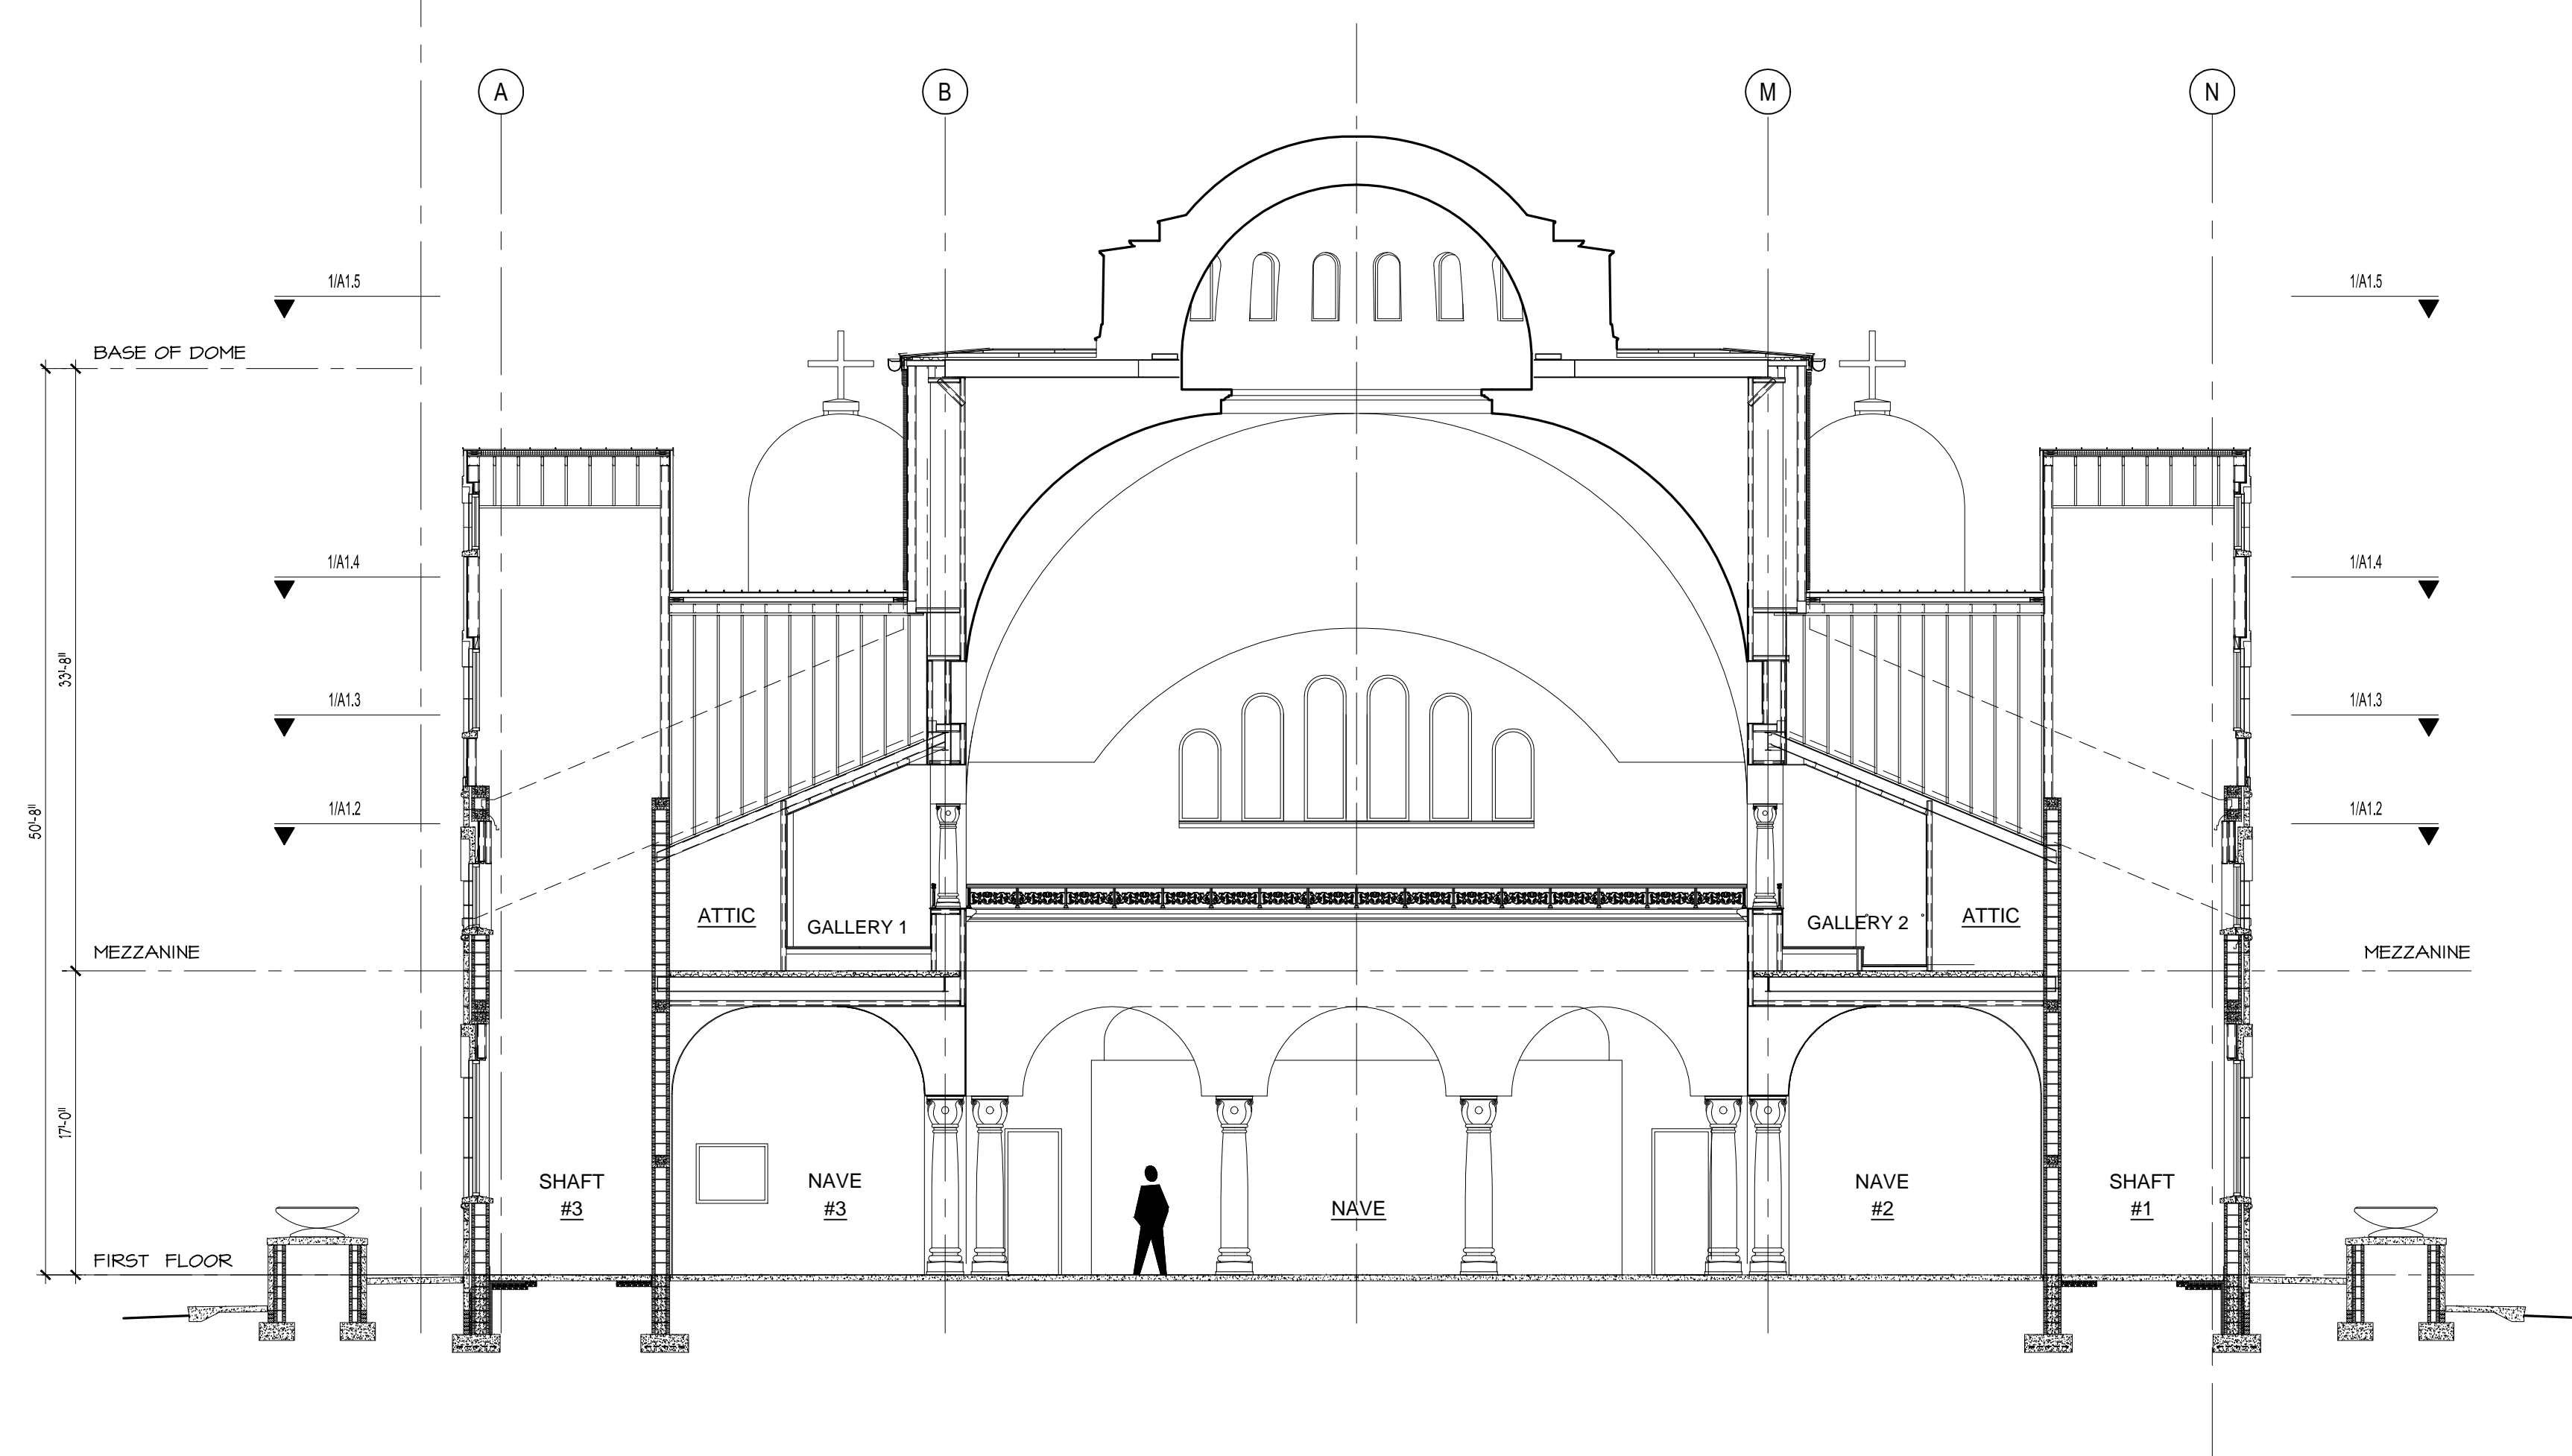 A
B
M
N
1/A1.5
1/A1.5
BASE OF DOME
1/A1.4
1/A1.4
33'-8"
1/A1.3
1/A1.3
50'-8"
1/A1.2
1/A1.2
ATTIC
GALLERY 1
GALLERY 2
ATTIC
MEZZANINE
MEZZANINE
17'-0"
SHAFT
#3
NAVE
#3
NAVE
NAVE
#2
SHAFT
#1
FIRST FLOOR